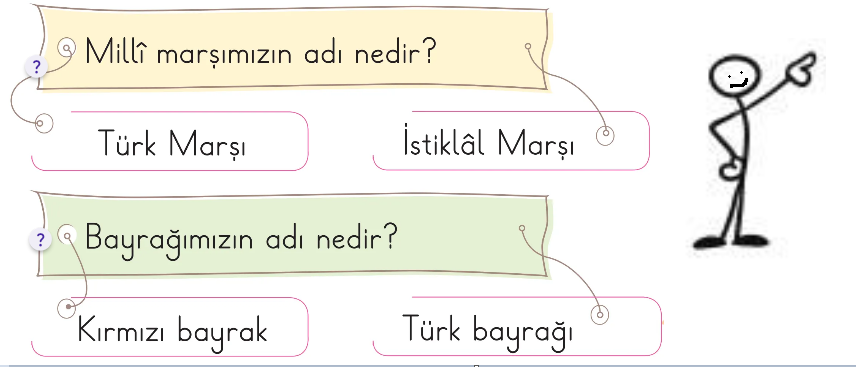 ? Millî marşımızın adı nedir?
Türk Marşı
İstiklâl Marşı
? Bayrağımızın adı nedir?
Kırmızı bayrak
Türk bayrağı